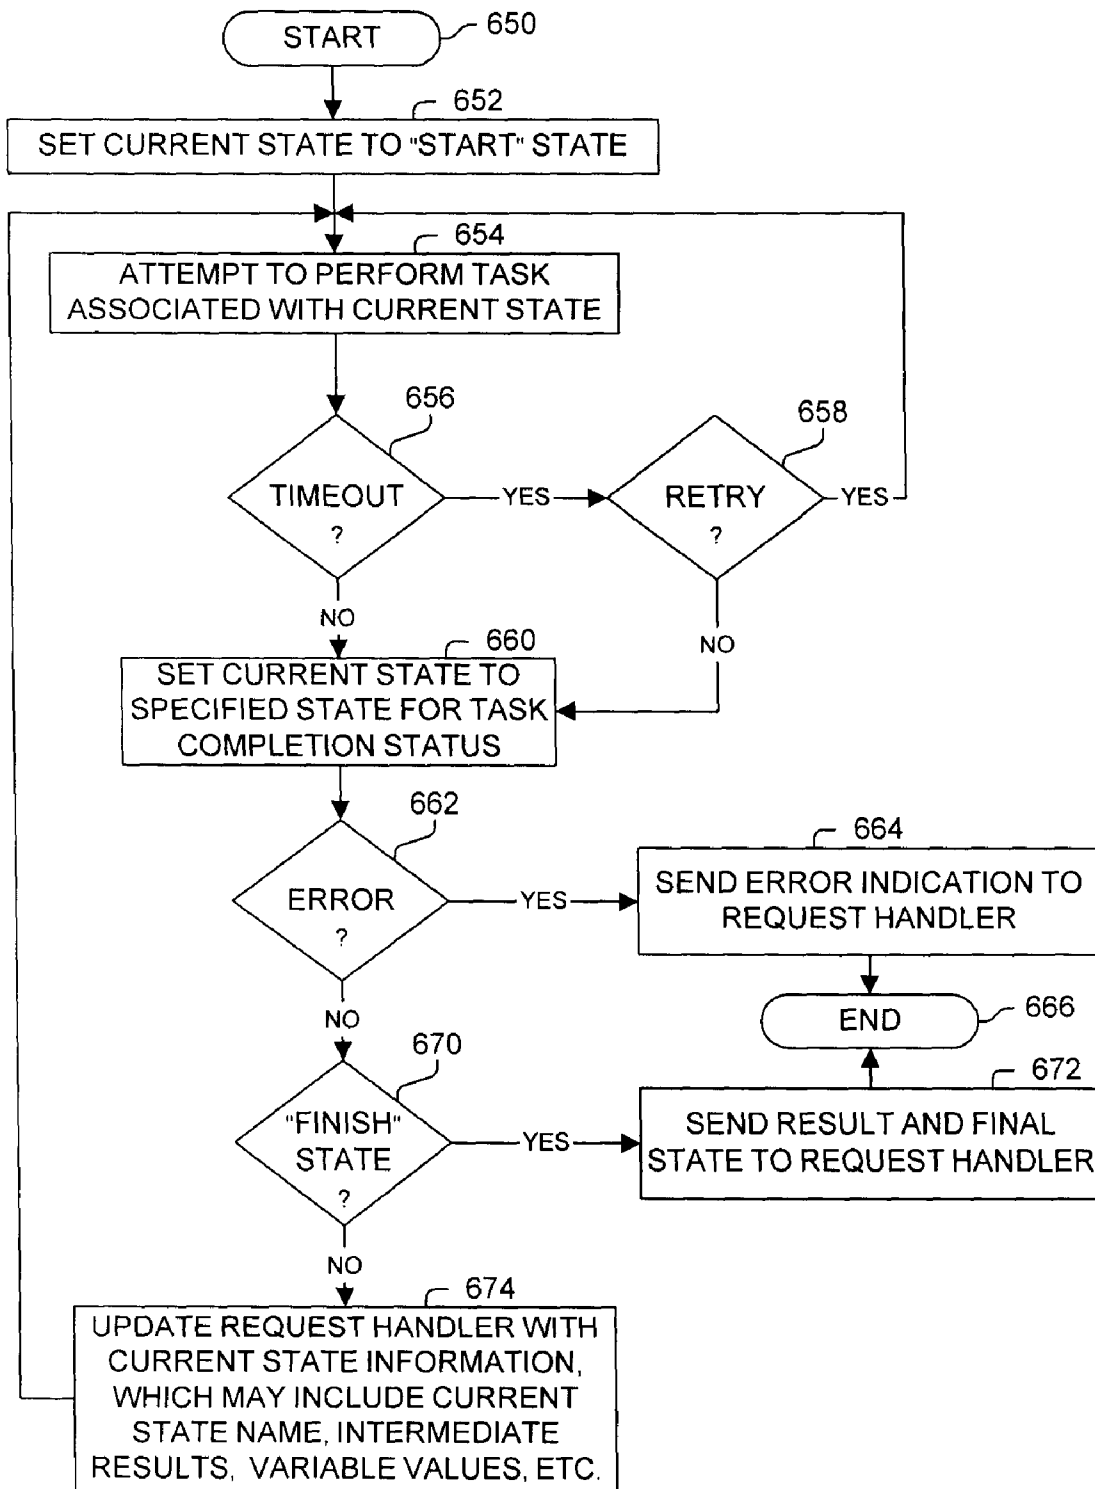 START
650
652
SET CURRENT STATE TO "START" STATE
654
ATTEMPT TO PERFORM TASK
ASSOCIATED WITH CURRENT STATE
656
TIMEOUT
?
YES
658
RETRY
?
YES
NO
NO
660
SET CURRENT STATE TO
SPECIFIED STATE FOR TASK
COMPLETION STATUS
662
ERROR
?
YES
664
SEND ERROR INDICATION TO
REQUEST HANDLER
END
666
NO
670
"FINISH"
STATE
?
YES
672
SEND RESULT AND FINAL
STATE TO REQUEST HANDLER
NO
674
UPDATE REQUEST HANDLER WITH
CURRENT STATE INFORMATION,
WHICH MAY INCLUDE CURRENT
STATE NAME, INTERMEDIATE
RESULTS, VARIABLE VALUES, ETC.